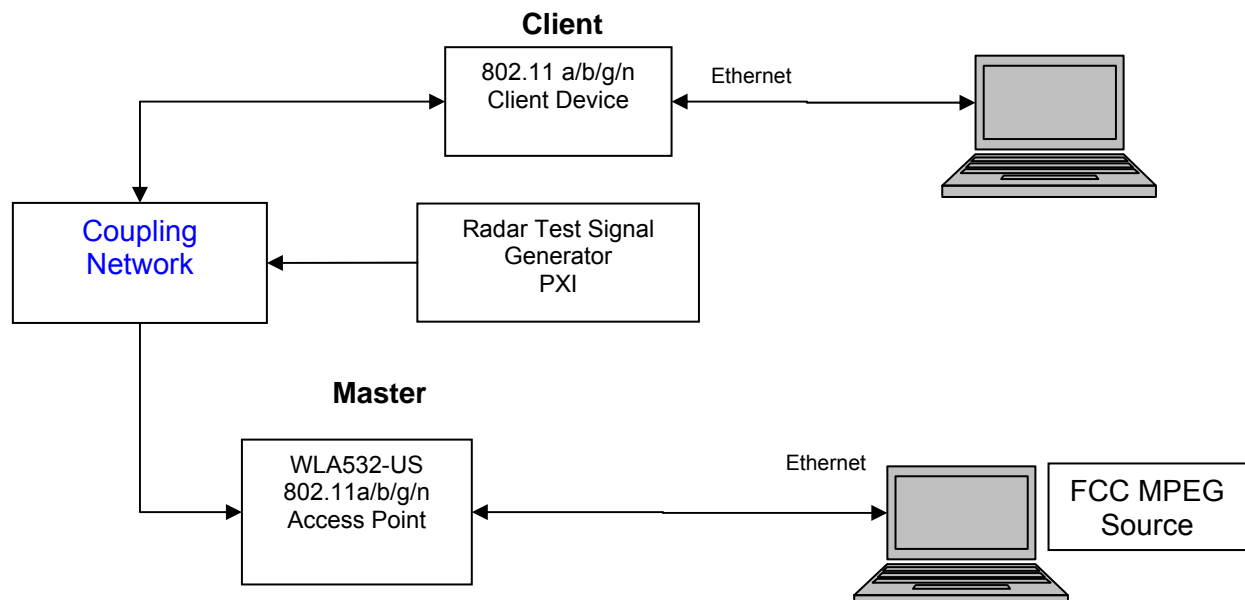 Client
802.11 a/b/g/n
Client Device
Ethernet
Coupling
Network
Radar Test Signal
Generator
PXI
Master
WLA532-US
802.11a/b/g/n
Access Point
Ethernet
FCC MPEG
Source